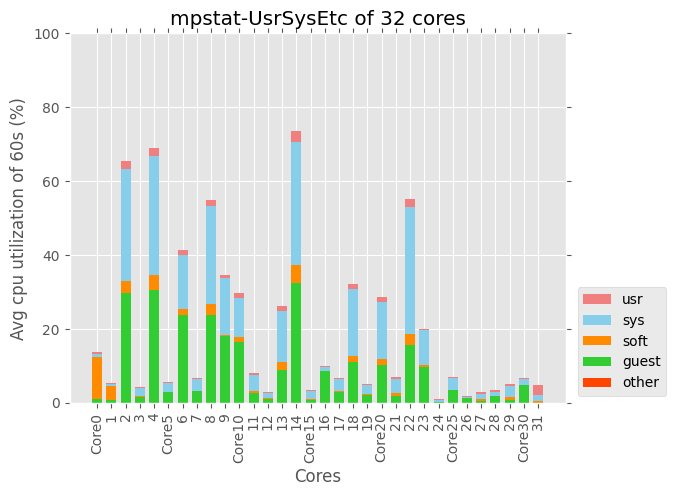 mpstat-UsrSysEtc of 32 cores
Avg cpu utilization of 60s (%)
100
80
60
40
20
0
Core0
1
2
3
4
Core5
6
7
8
9
Core10
11
12
13
14
Core15
16
17
18
19
Core20
21
22
23
24
Core25
26
27
28
29
Core30
31
Cores
usr
sys
soft
guest
other